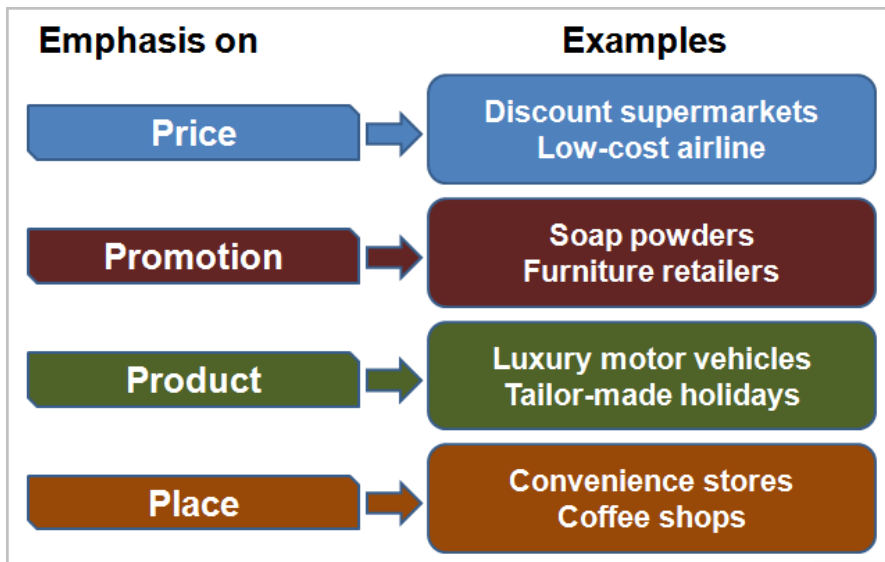 Emphasis on
Examples
Price
Discount supermarkets
Low-cost airline
Promotion
Soap powders
Furniture retailers
Product
Luxury motor vehicles
Tailor-made holidays
Place
Convenience stores
Coffee shops